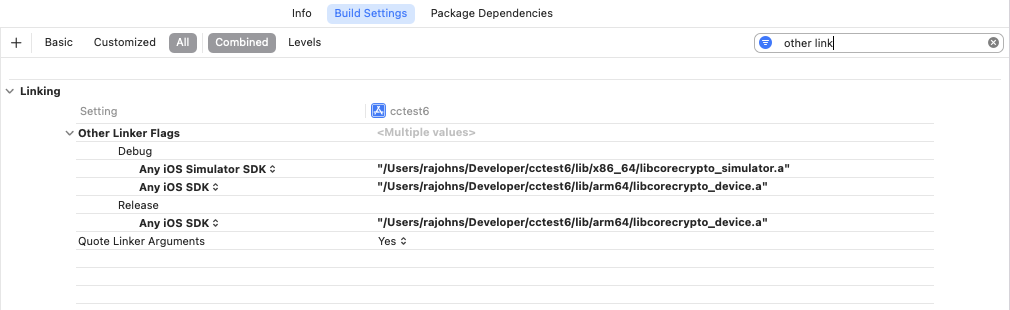 Info Build Settings Package Dependencies
+ Basic Customized All Combined Levels other link
Linking
Setting cctest6
Other Linker Flags <Multiple values>
Debug
Any iOS Simulator SDK "/Users/rajohns/Developer/cctest6/lib/x86_64/libcorecrypto_simulator.a"
Any iOS SDK "/Users/rajohns/Developer/cctest6/lib/arm64/libcorecrypto_device.a"
Release
Any iOS SDK "/Users/rajohns/Developer/cctest6/lib/arm64/libcorecrypto_device.a"
Quote Linker Arguments Yes